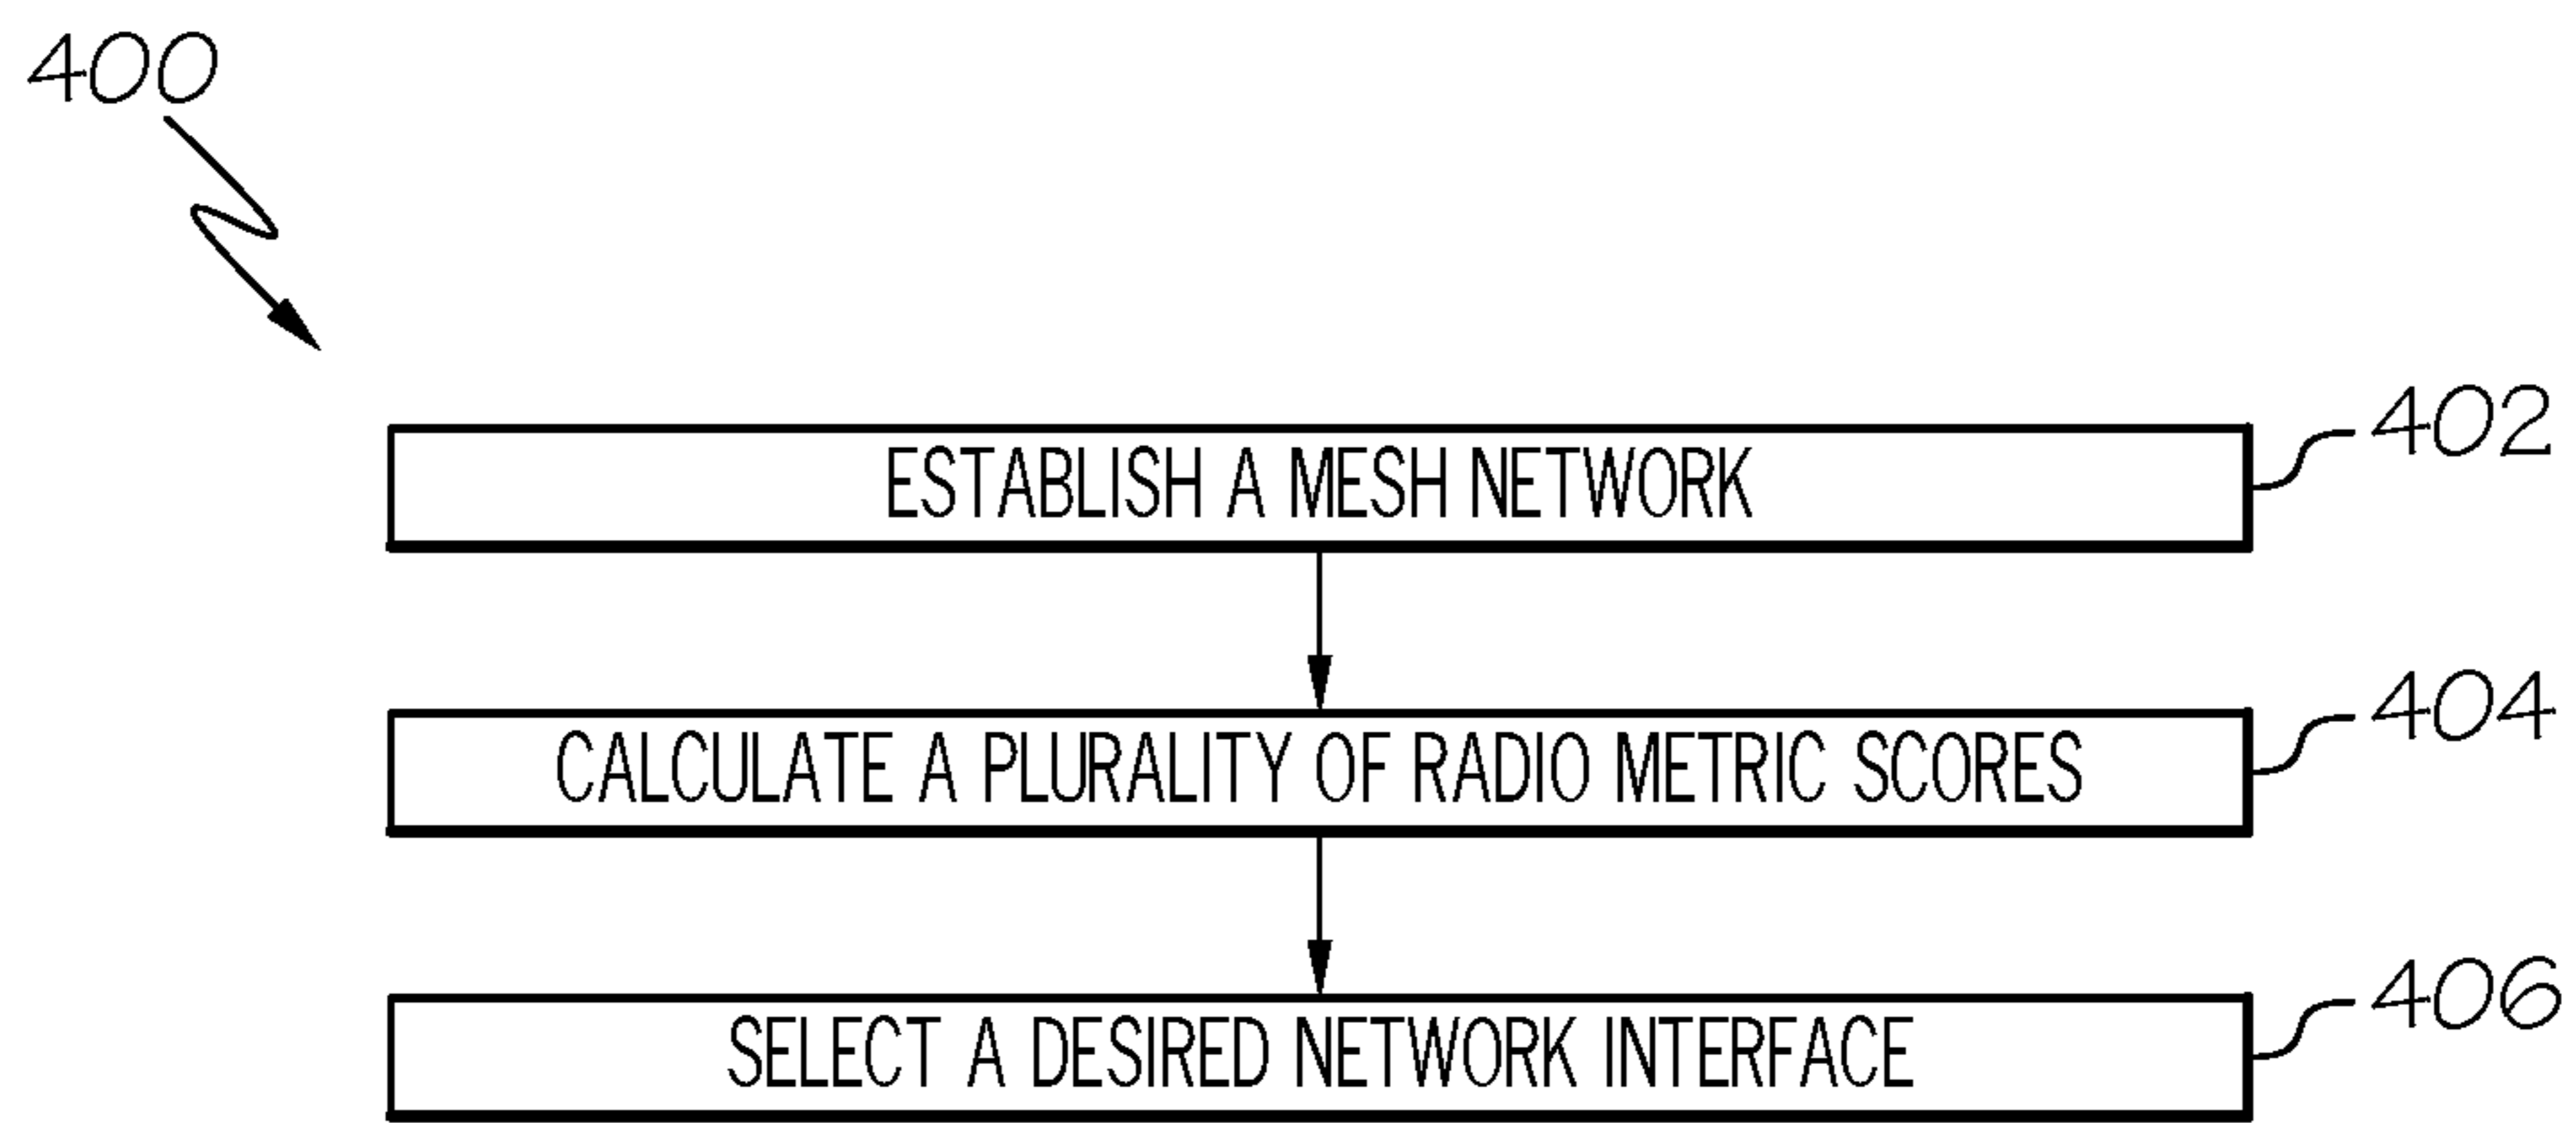 400
ESTABLISH A MESH NETWORK
402
CALCULATE A PLURALITY OF RADIO METRIC SCORES
404
SELECT A DESIRED NETWORK INTERFACE
406